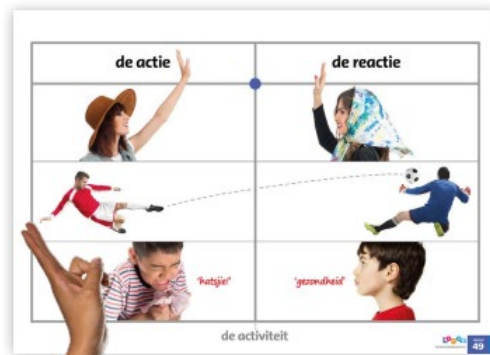 de actie
de reactie
"hatsjie!"
"gezondheid"
de activiteit
49